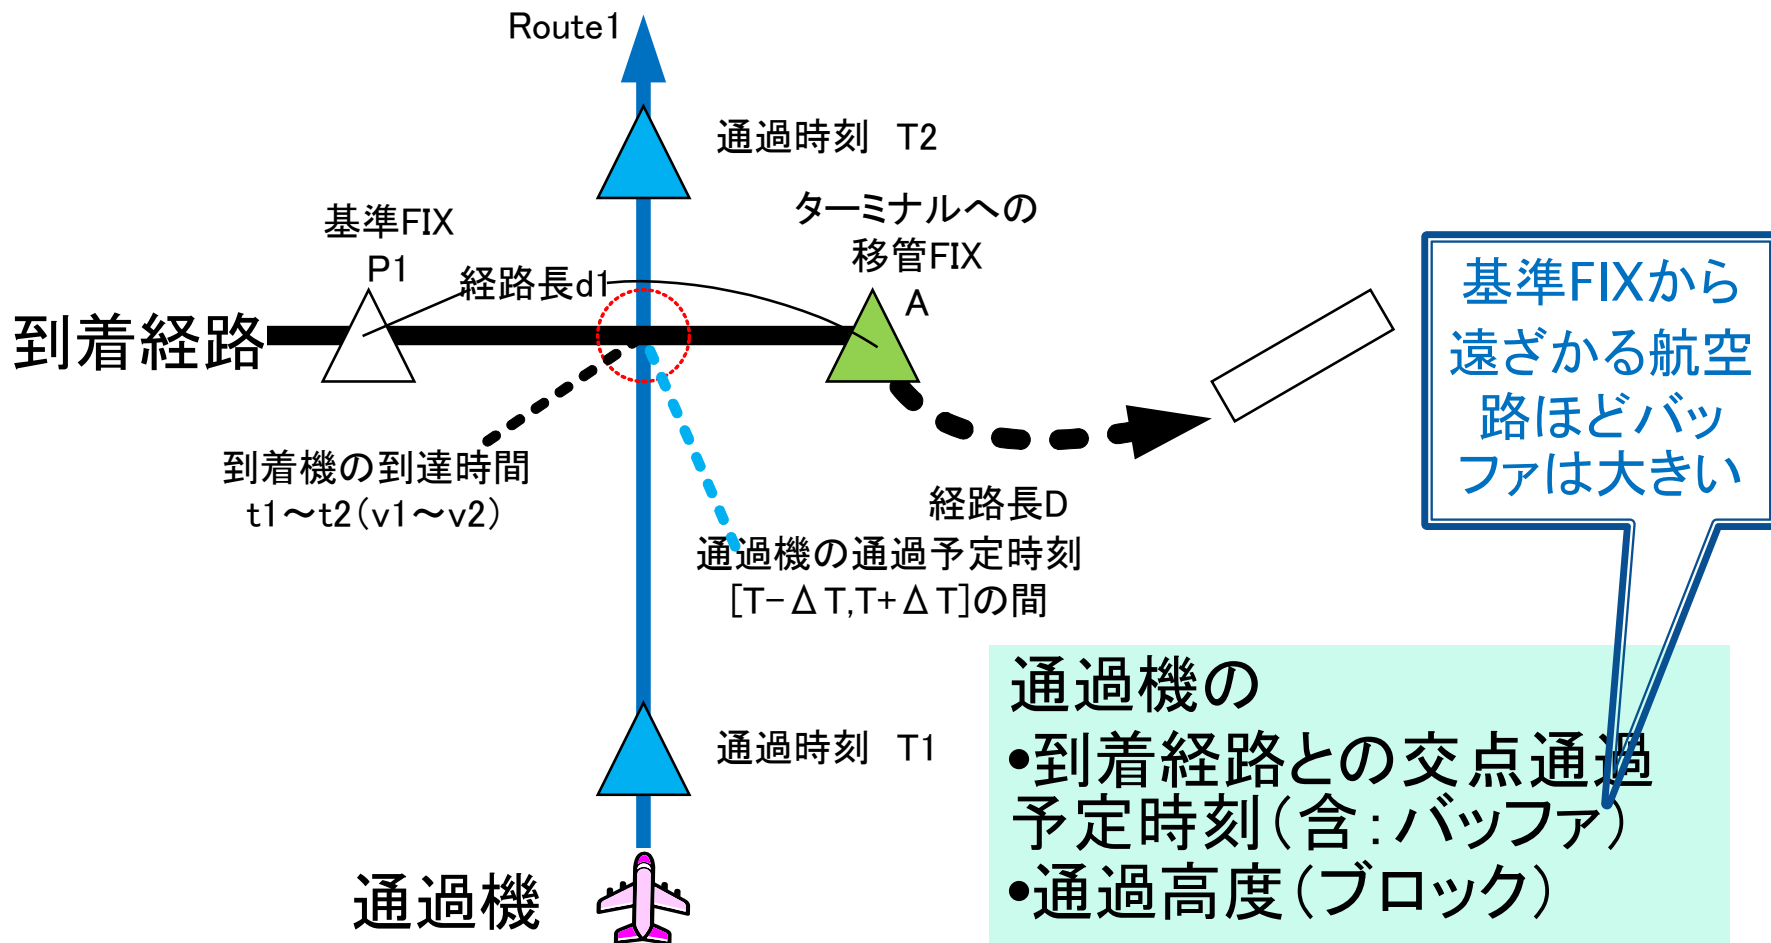 Route1
通過時刻　T2
基準FIX
P1
ターミナルへの
移管FIX
A
経路長d1
到着経路
基準FIXから
遠ざかる航空
路ほどバッ
ファは大きい
到着機の到達時間
t1～t2(v1～v2)
経路長D
通過機の通過予定時刻
[T-ΔT,T+ΔT]の間
通過時刻　T1
通過機の
•到着経路との交点通過
予定時刻(含:バッファ)
•通過高度(ブロック)
通過機